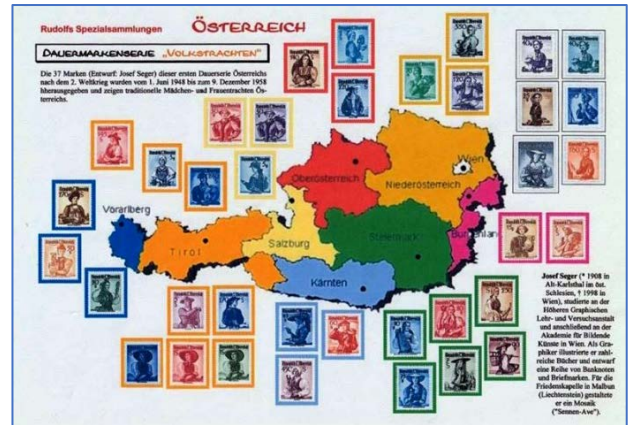 Rudolfs Spezialsammlungen
ÖSTERREICH
DAUERMARKENSERIE „VOLKSTRACHTEN"
Die 37 Marken (Entwurf: Josef Seger) dieser ersten Dauerserie Österreichs
nach dem 2. Weltkrieg wurden vom 1. Juni 1948 bis zum 9. Dezember 1958
hherausgegeben und zeigen traditionelle Mädchen- und Frauentrachten Ös-
terreichs.
Wien
Oberösterreich
Niederösterreich
Vorarlberg
Tirol
Salzburg
Steiermark
Burgenlan
Kärnten
Josef Seger (* 1908 in
Alt-Karlsthal in öst.
Schlesien, † 1998 in
Wien), studierte an der
Höheren Graphischen
Lehr- und Versuchsanstalt
und anschließend an der
Akademie für Bildende
Künste in Wien. Als Gra-
phiker illustrierte er zahl-
reiche Bücher und entwarf
eine Reihe von Banknoten
und Briefmarken. Für die
Friedenskapelle in Malbun
(Liechtenstein) gestaltete
er ein Mosaik
("Sennen-Ave").